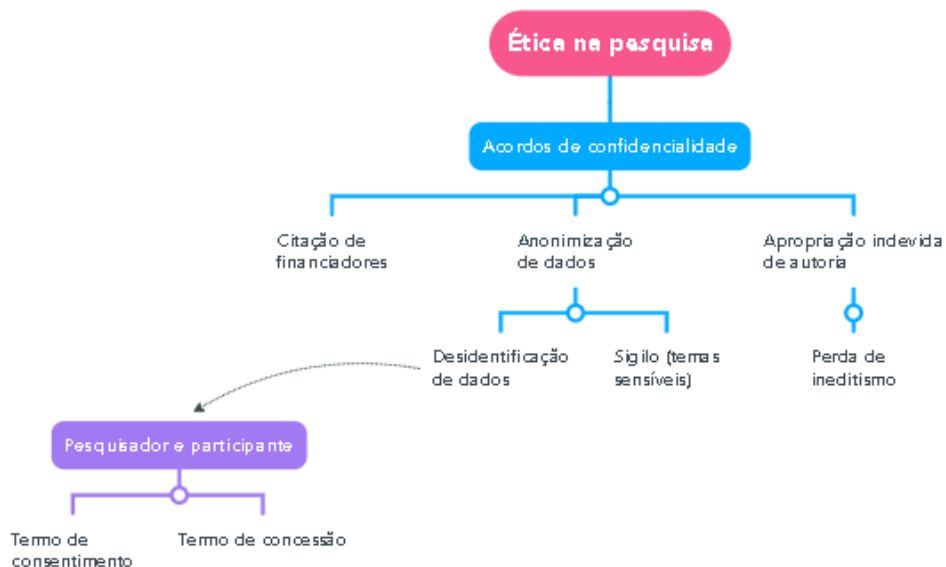 Ética na pesquisa
Acordos de confidencialidade
Citação de
financiadores
Anonimização
de dados
Apropriação indevida
de autoria
Desidentificação
de dados
Sigilo (temas
sensíveis)
Perda de
ineditismo
Pesquisador e participante
Termo de
consentimento
Termo de concessão